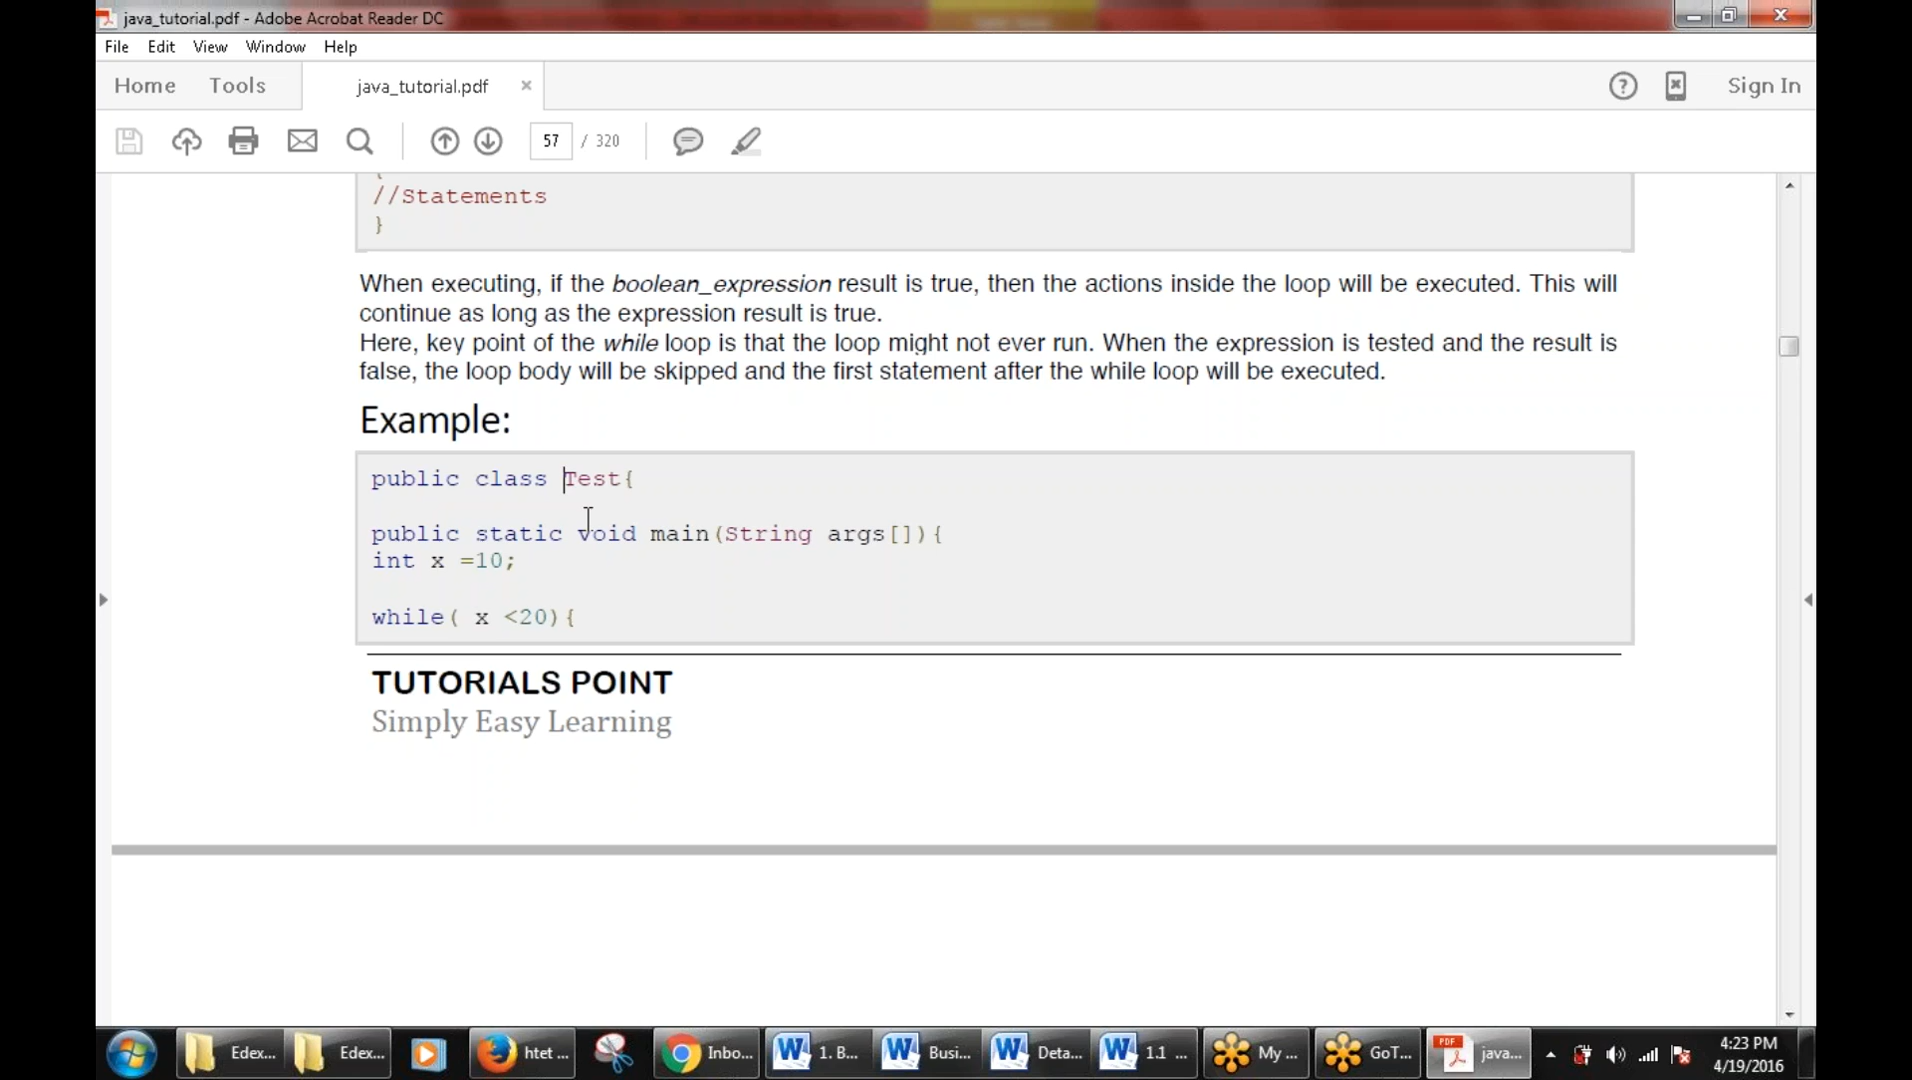 java_tutorial.pdf - Adobe Acrobat Reader DC
File Edit View Window Help
Home Tools java_tutorial.pdf × Sign In
57 / 320
{
//Statements
}
When executing, if the boolean_expression result is true, then the actions inside the loop will be executed. This will
continue as long as the expression result is true.
Here, key point of the while loop is that the loop might not ever run. When the expression is tested and the result is
false, the loop body will be skipped and the first statement after the while loop will be executed.
Example:
public class Test{
public static void main(String args[]){
int x =10;
while( x <20){
TUTORIALS POINT
Simply Easy Learning
Edex... Edex... htet ... Inbo... 1. B... Busi... Deta... 1.1 ... My ... GoT... java... 4:23 PM
4/19/2016